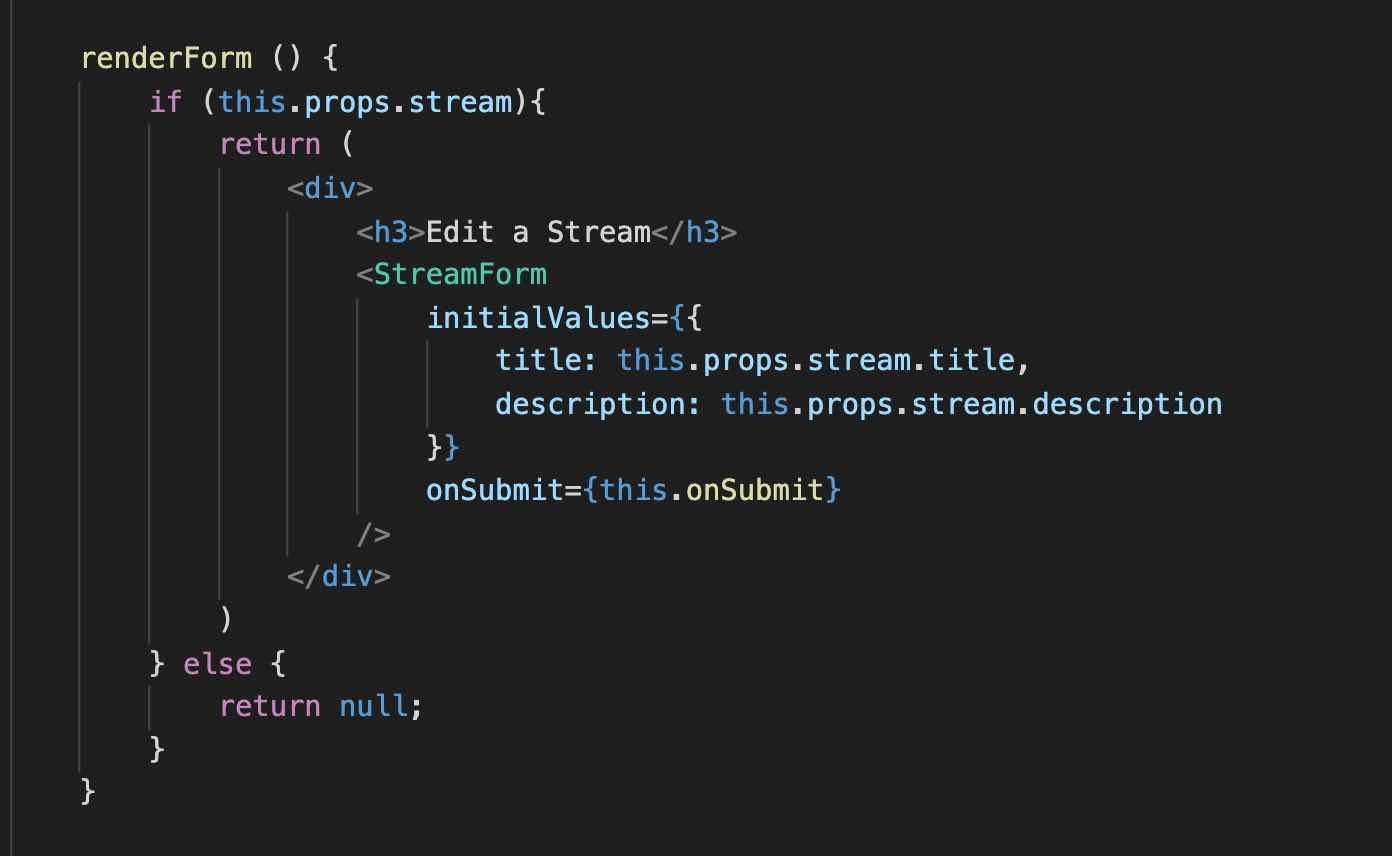 renderForm () {
if (this.props.stream){
return (
<div>
<h3>Edit a Stream</h3>
<StreamForm
initialValues={{
title: this.props.stream.title,
description: this.props.stream.description
}}
onSubmit={this.onSubmit}
/>
</div>
)
} else {
return null;
}
}